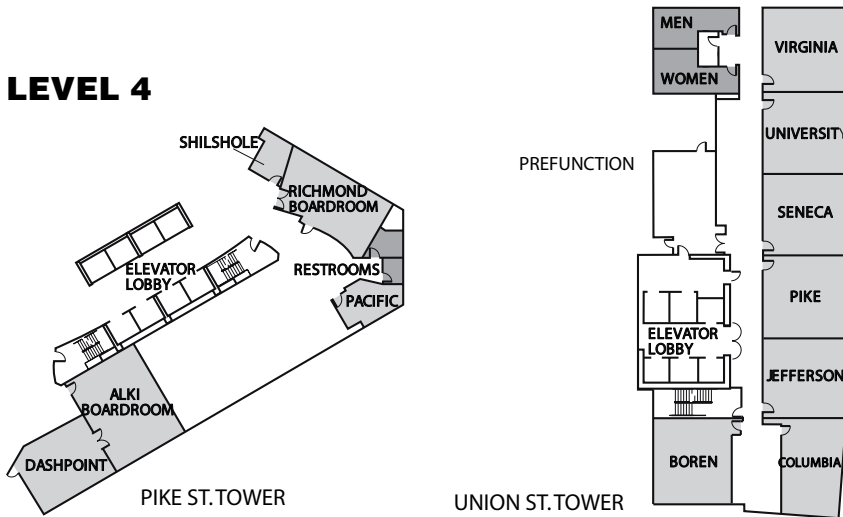 LEVEL 4
SHILSHOLE
RICHMOND
BOARDROOM
ELEVATOR
LOBBY
RESTROOMS
PACIFIC
ALKI
BOARDROOM
DASHPOINT
PIKE ST. TOWER
MEN
WOMEN
VIRGINIA
UNIVERSITY
PREFUNCTION
SENECA
PIKE
ELEVATOR
LOBBY
JEFFERSON
BOREN
COLUMBIA
UNION ST. TOWER